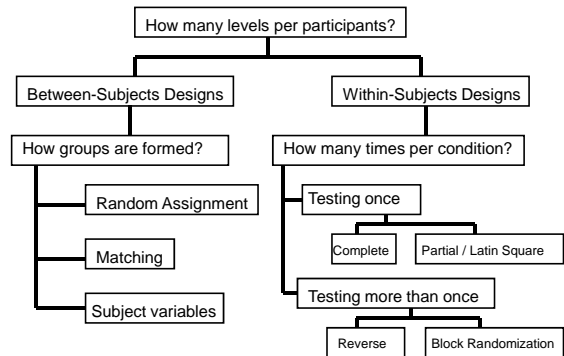 How many levels per participants?
Between-Subjects Designs
Within-Subjects Designs
How groups are formed?
How many times per condition?
Random Assignment
Testing once
Complete
Partial / Latin Square
Matching
Testing more than once
Subject variables
Reverse
Block Randomization